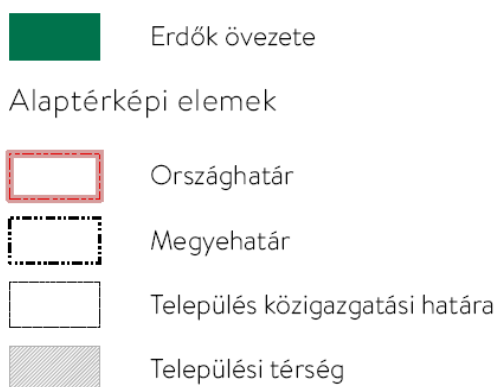 Erdők övezete
Alaptérképi elemek
Országhatár
Megyehatár
Település közigazgatási határa
Települési térség